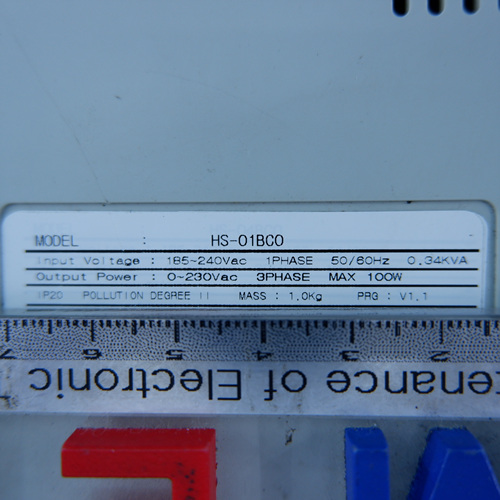 MODEL : HS-01BC0
Input Voltage : 185~240Vac 1PHASE 50/60Hz 0.34KVA
Output Power : 0~230Vac 3PHASE MAX 100W
IP20 POLLUTION DEGREE II MASS : 1.0Kg PRG : V1.1
7 6 5 4 3 2
tenance of Electronic